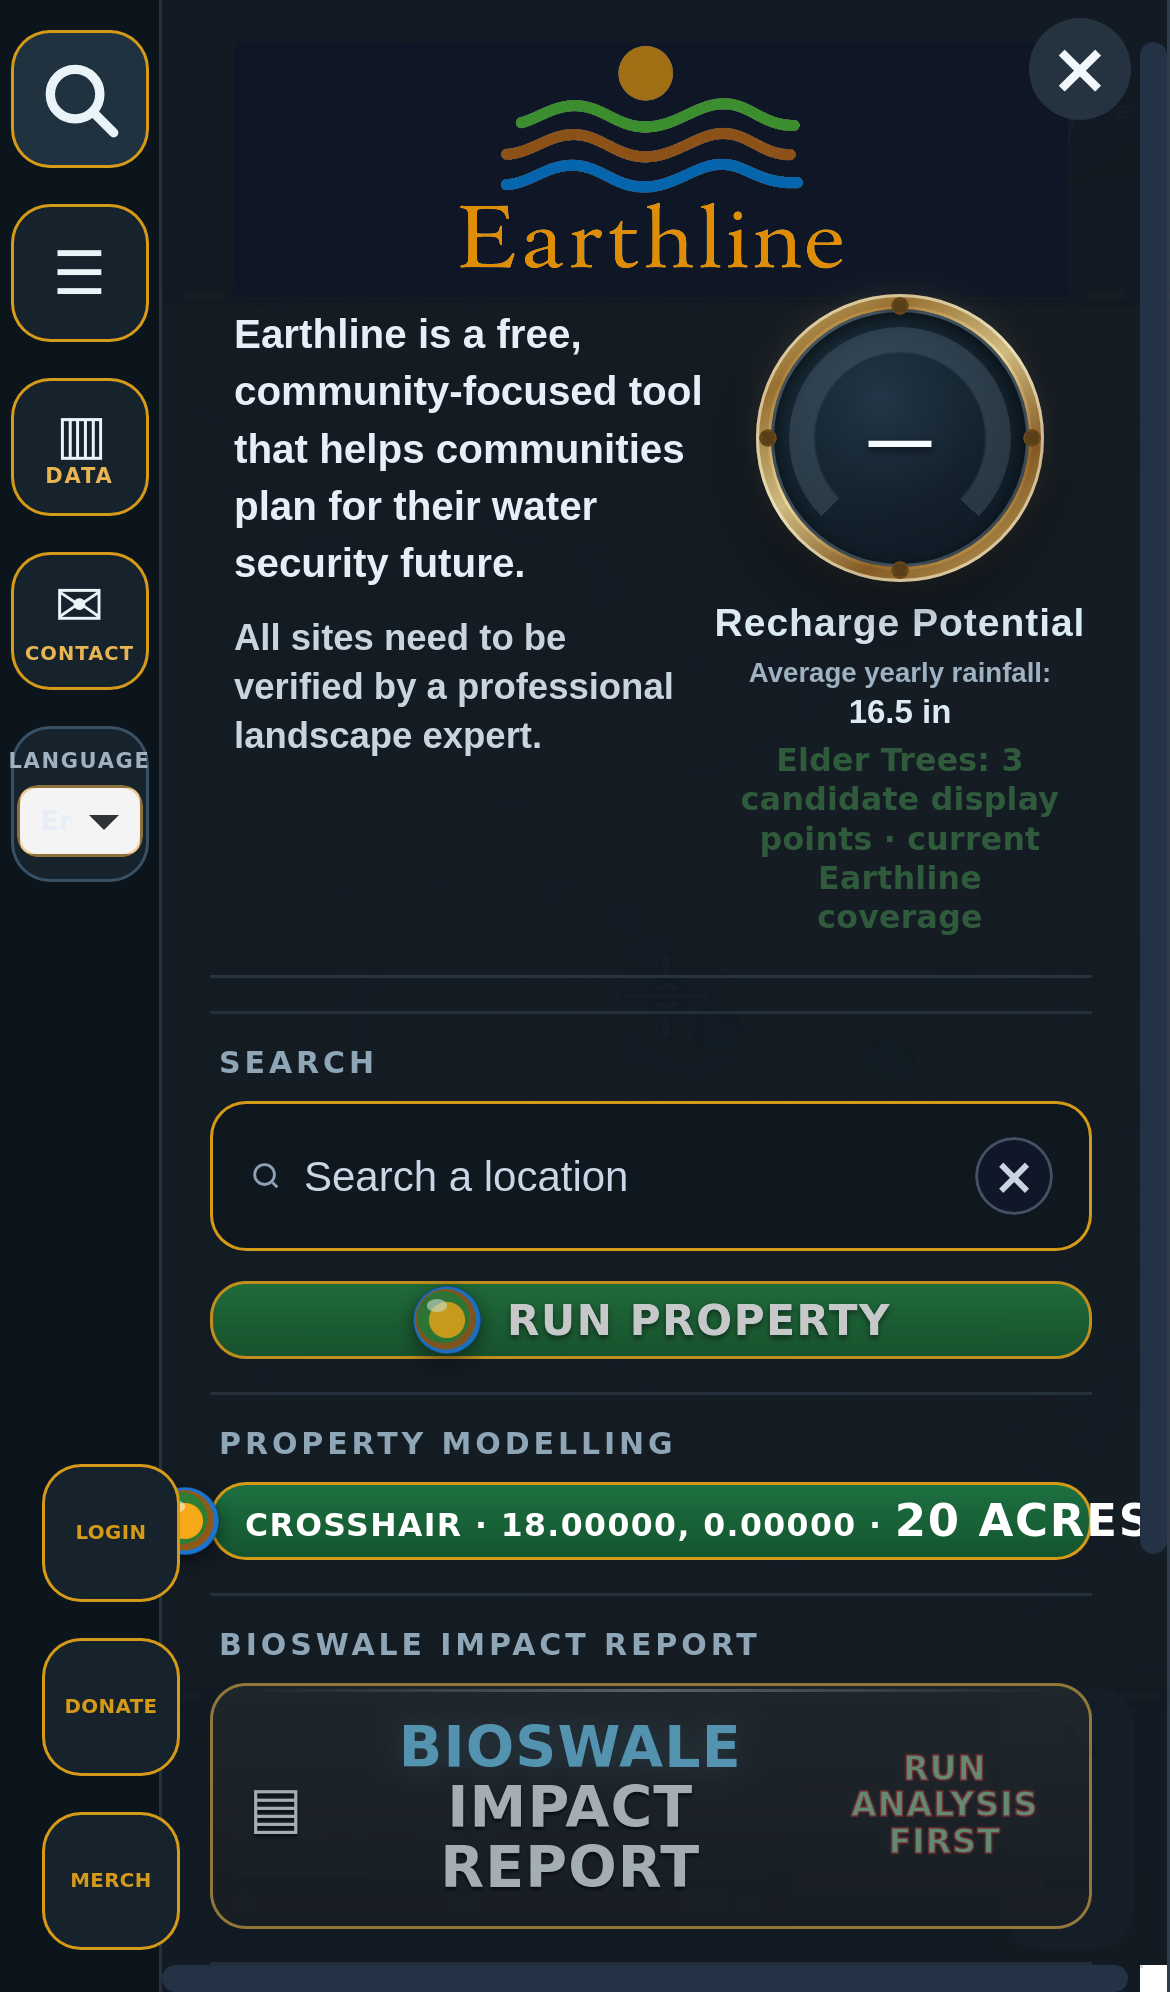 Earthline
Earthline is a free,
community-focused tool
that helps communities
plan for their water
security future.
All sites need to be
verified by a professional
landscape expert.
Recharge Potential
Average yearly rainfall:
16.5 in
Elder Trees: 3
candidate display
points · current
Earthline
coverage
DATA
CONTACT
LANGUAGE
Er
SEARCH
Search a location
RUN PROPERTY
PROPERTY MODELLING
CROSSHAIR · 18.00000, 0.00000 · 20 ACRES
BIOSWALE IMPACT REPORT
BIOSWALE
IMPACT
REPORT
RUN
ANALYSIS
FIRST
LOGIN
DONATE
MERCH